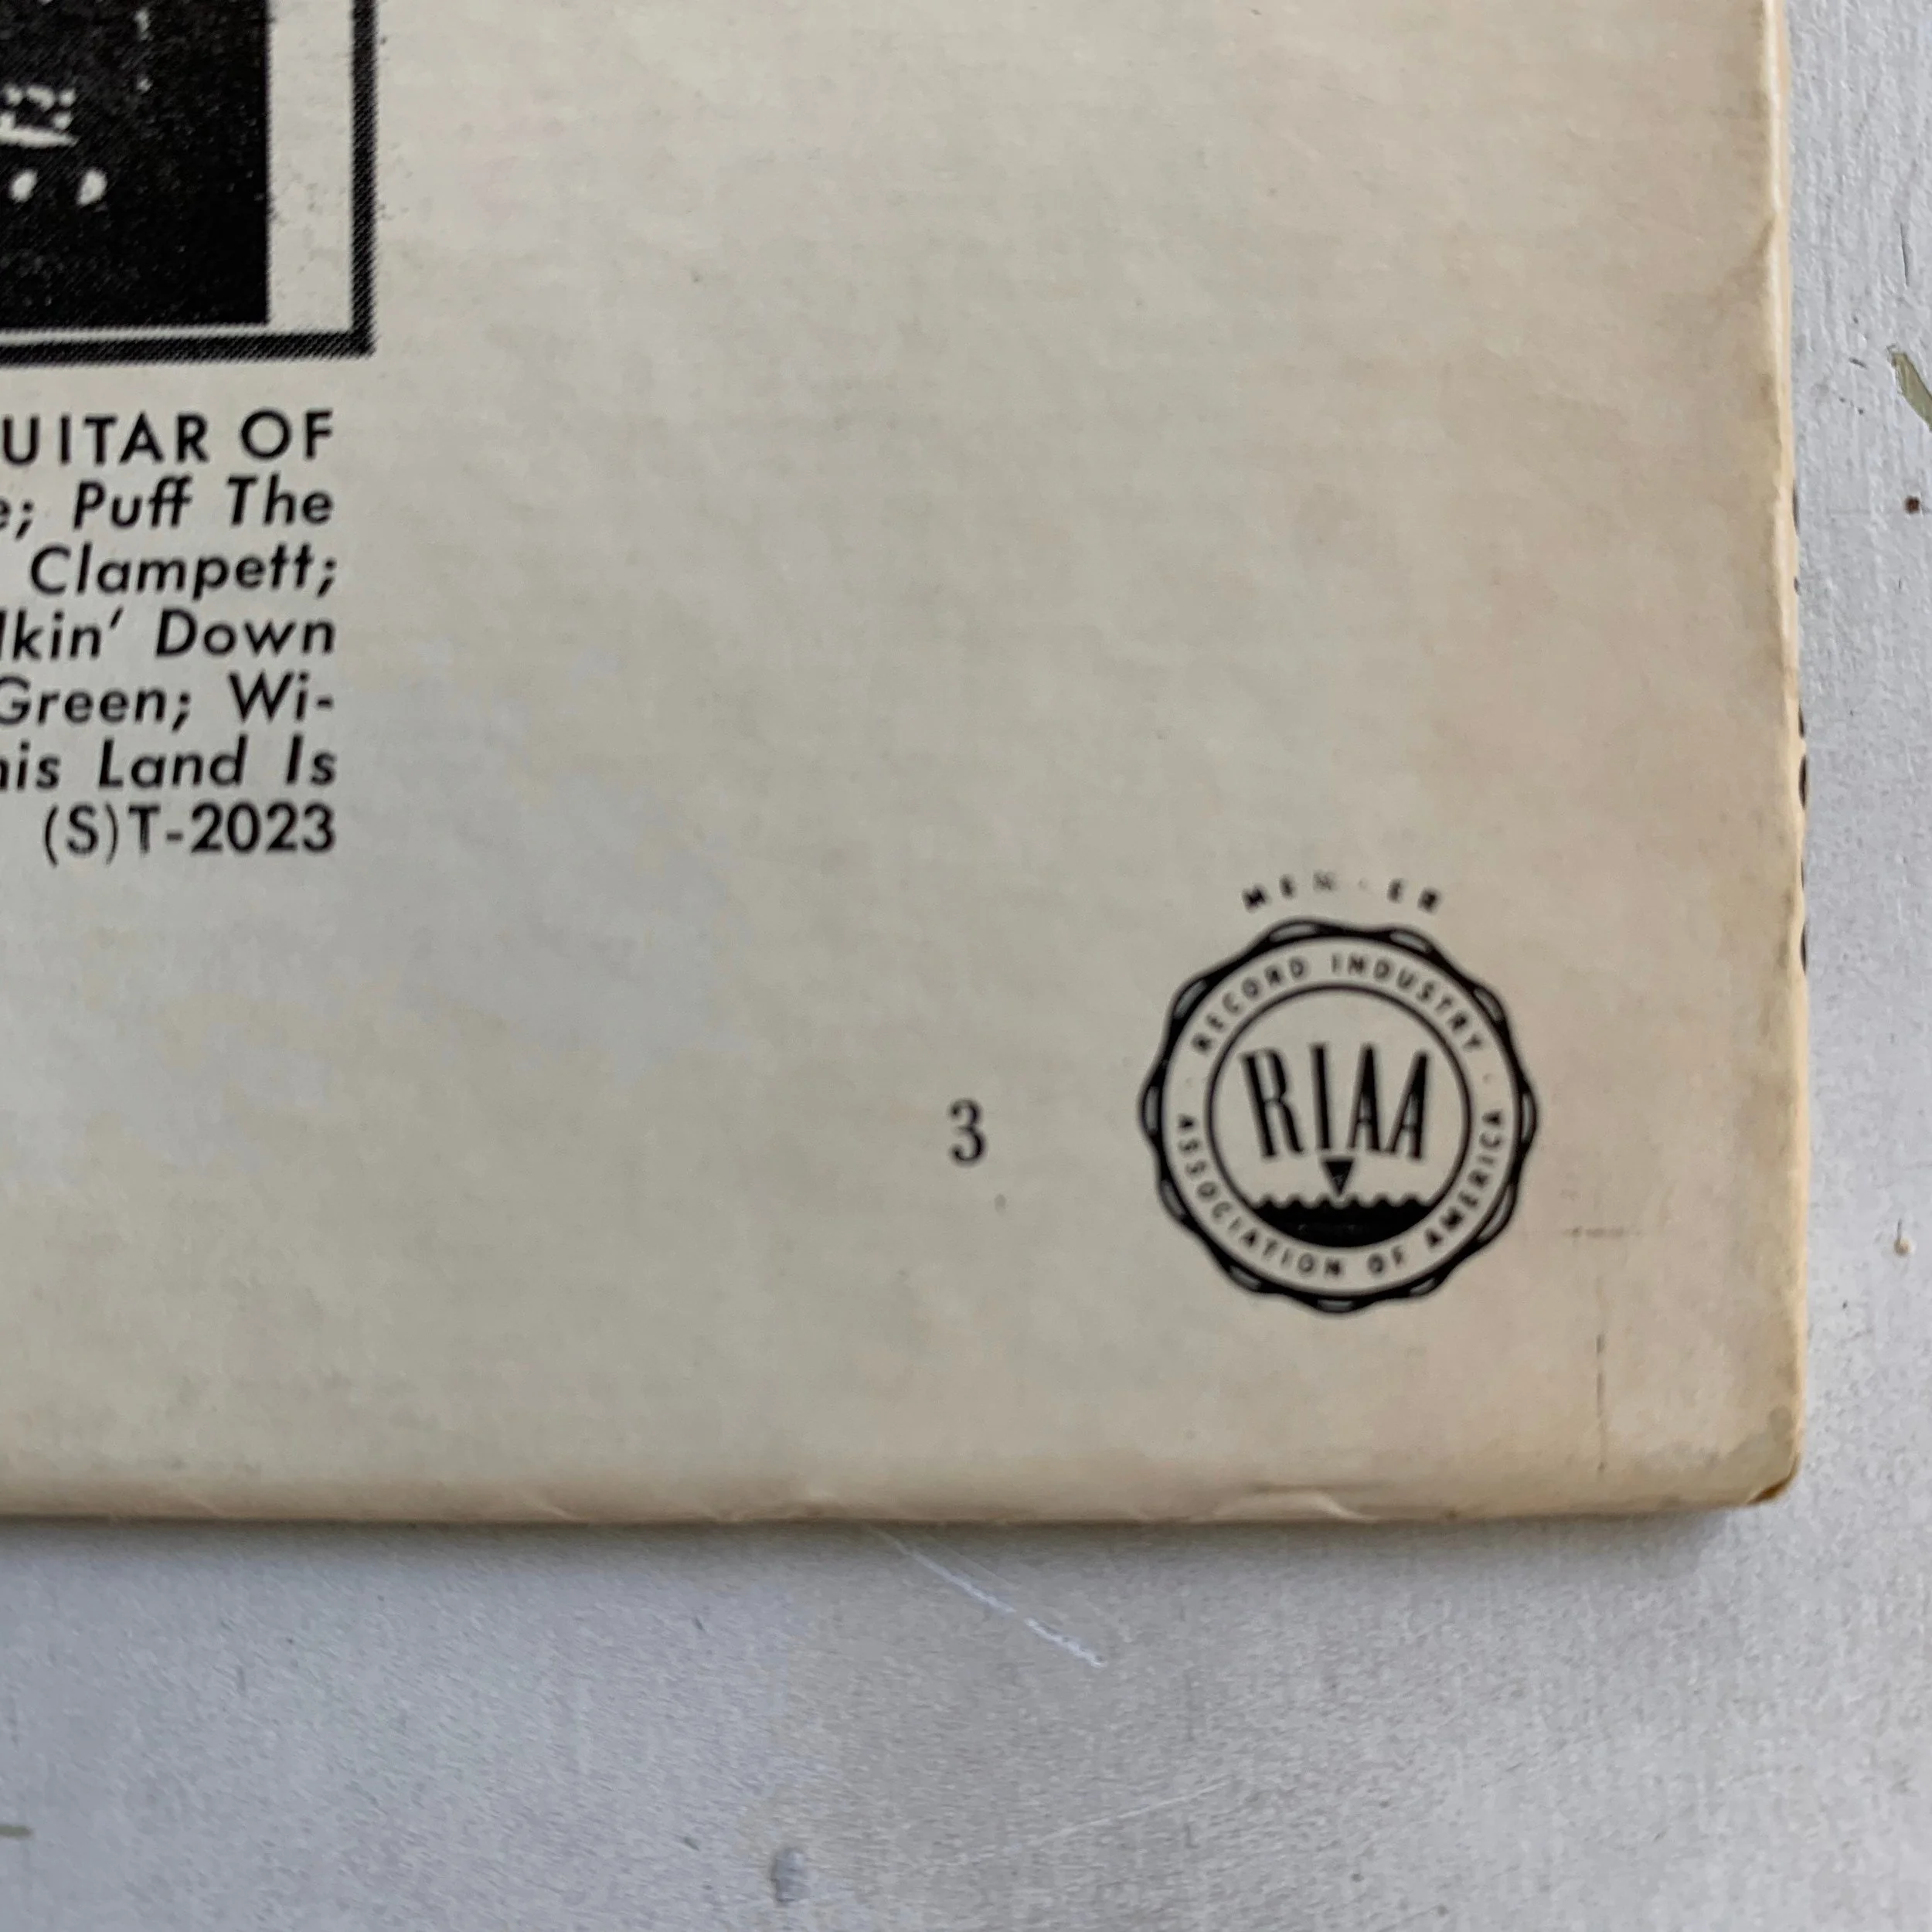 UITAR OF
e; Puff The
Clampett;
lkin' Down
Green; Wi-
his Land Is
(S)T-2023
3
RECORD INDUSTRY
RIAA
ASSOCIATION OF AMERICA